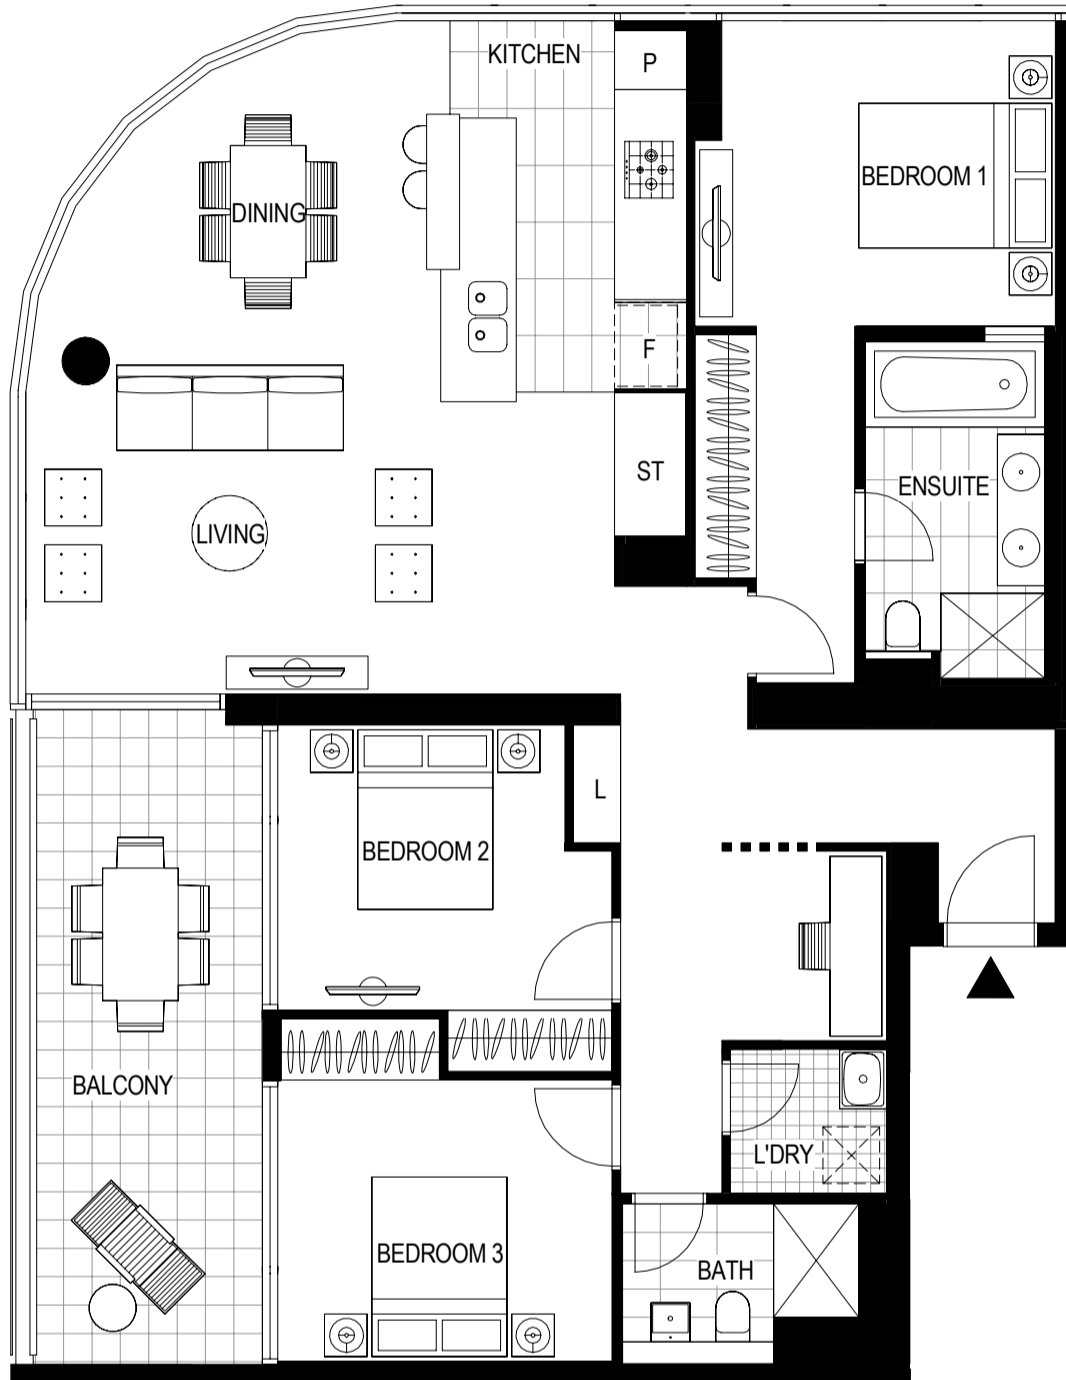 KITCHEN
P
BEDROOM 1
DINING
F
ST
ENSUITE
LIVING
L
BEDROOM 2
BALCONY
L'DRY
BEDROOM 3
BATH